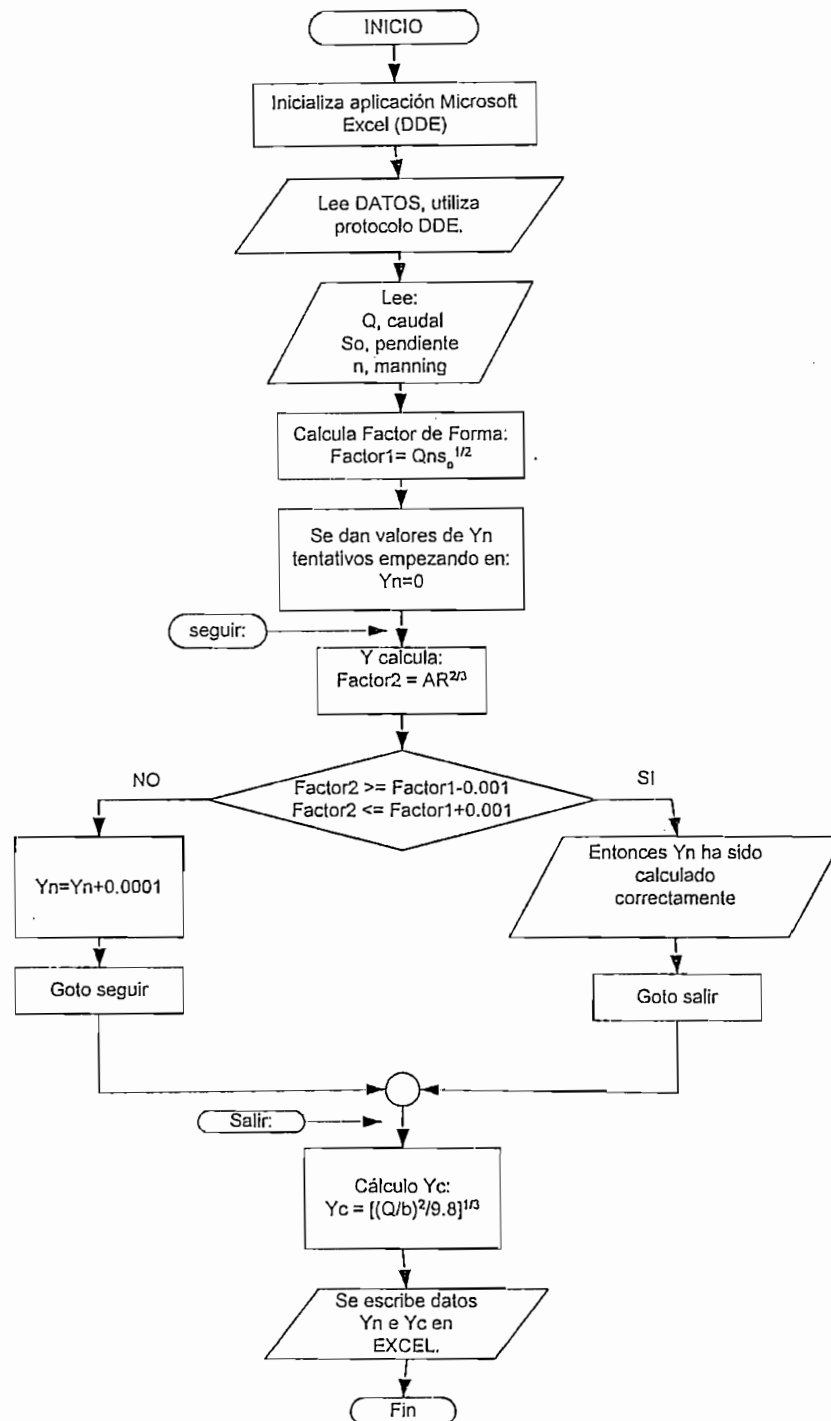 INICIO
Inicializa aplicación Microsoft
Excel (DDE)
Lee DATOS, utiliza
protocolo DDE.
Lee:
Q, caudal
So, pendiente
n, manning
Calcula Factor de Forma:
Factor1= Qns₀^1/2
Se dan valores de Yn
tentativos empezando en:
Yn=0
seguir:
Y calcula:
Factor2 = AR^2/3
Factor2 >= Factor1-0.001
Factor2 <= Factor1+0.001
NO
SI
Yn=Yn+0.0001
Entonces Yn ha sido
calculado
correctamente
Goto seguir
Goto salir
Salir:
Cálculo Yc:
Yc = [(Q/b)²/9.8]^1/3
Se escribe datos
Yn e Yc en
EXCEL.
Fin